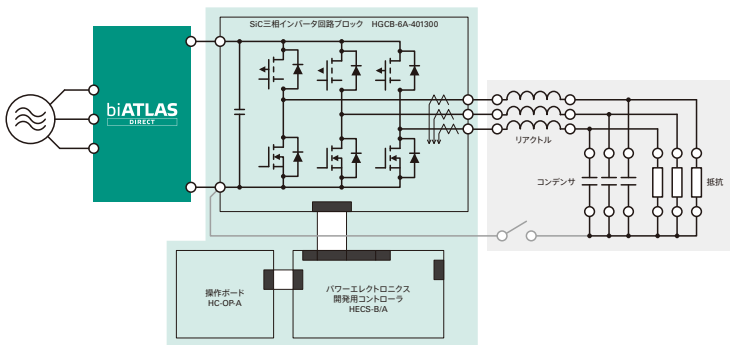 SiC三相インバータ回路ブロック HGCB-6A-401300
biATLAS
DIRECT
リアクトル
コンデンサ
抵抗
操作ボード
HC-OP-A
パワーエレクトロニクス
開発用コントローラ
HECS-B/A